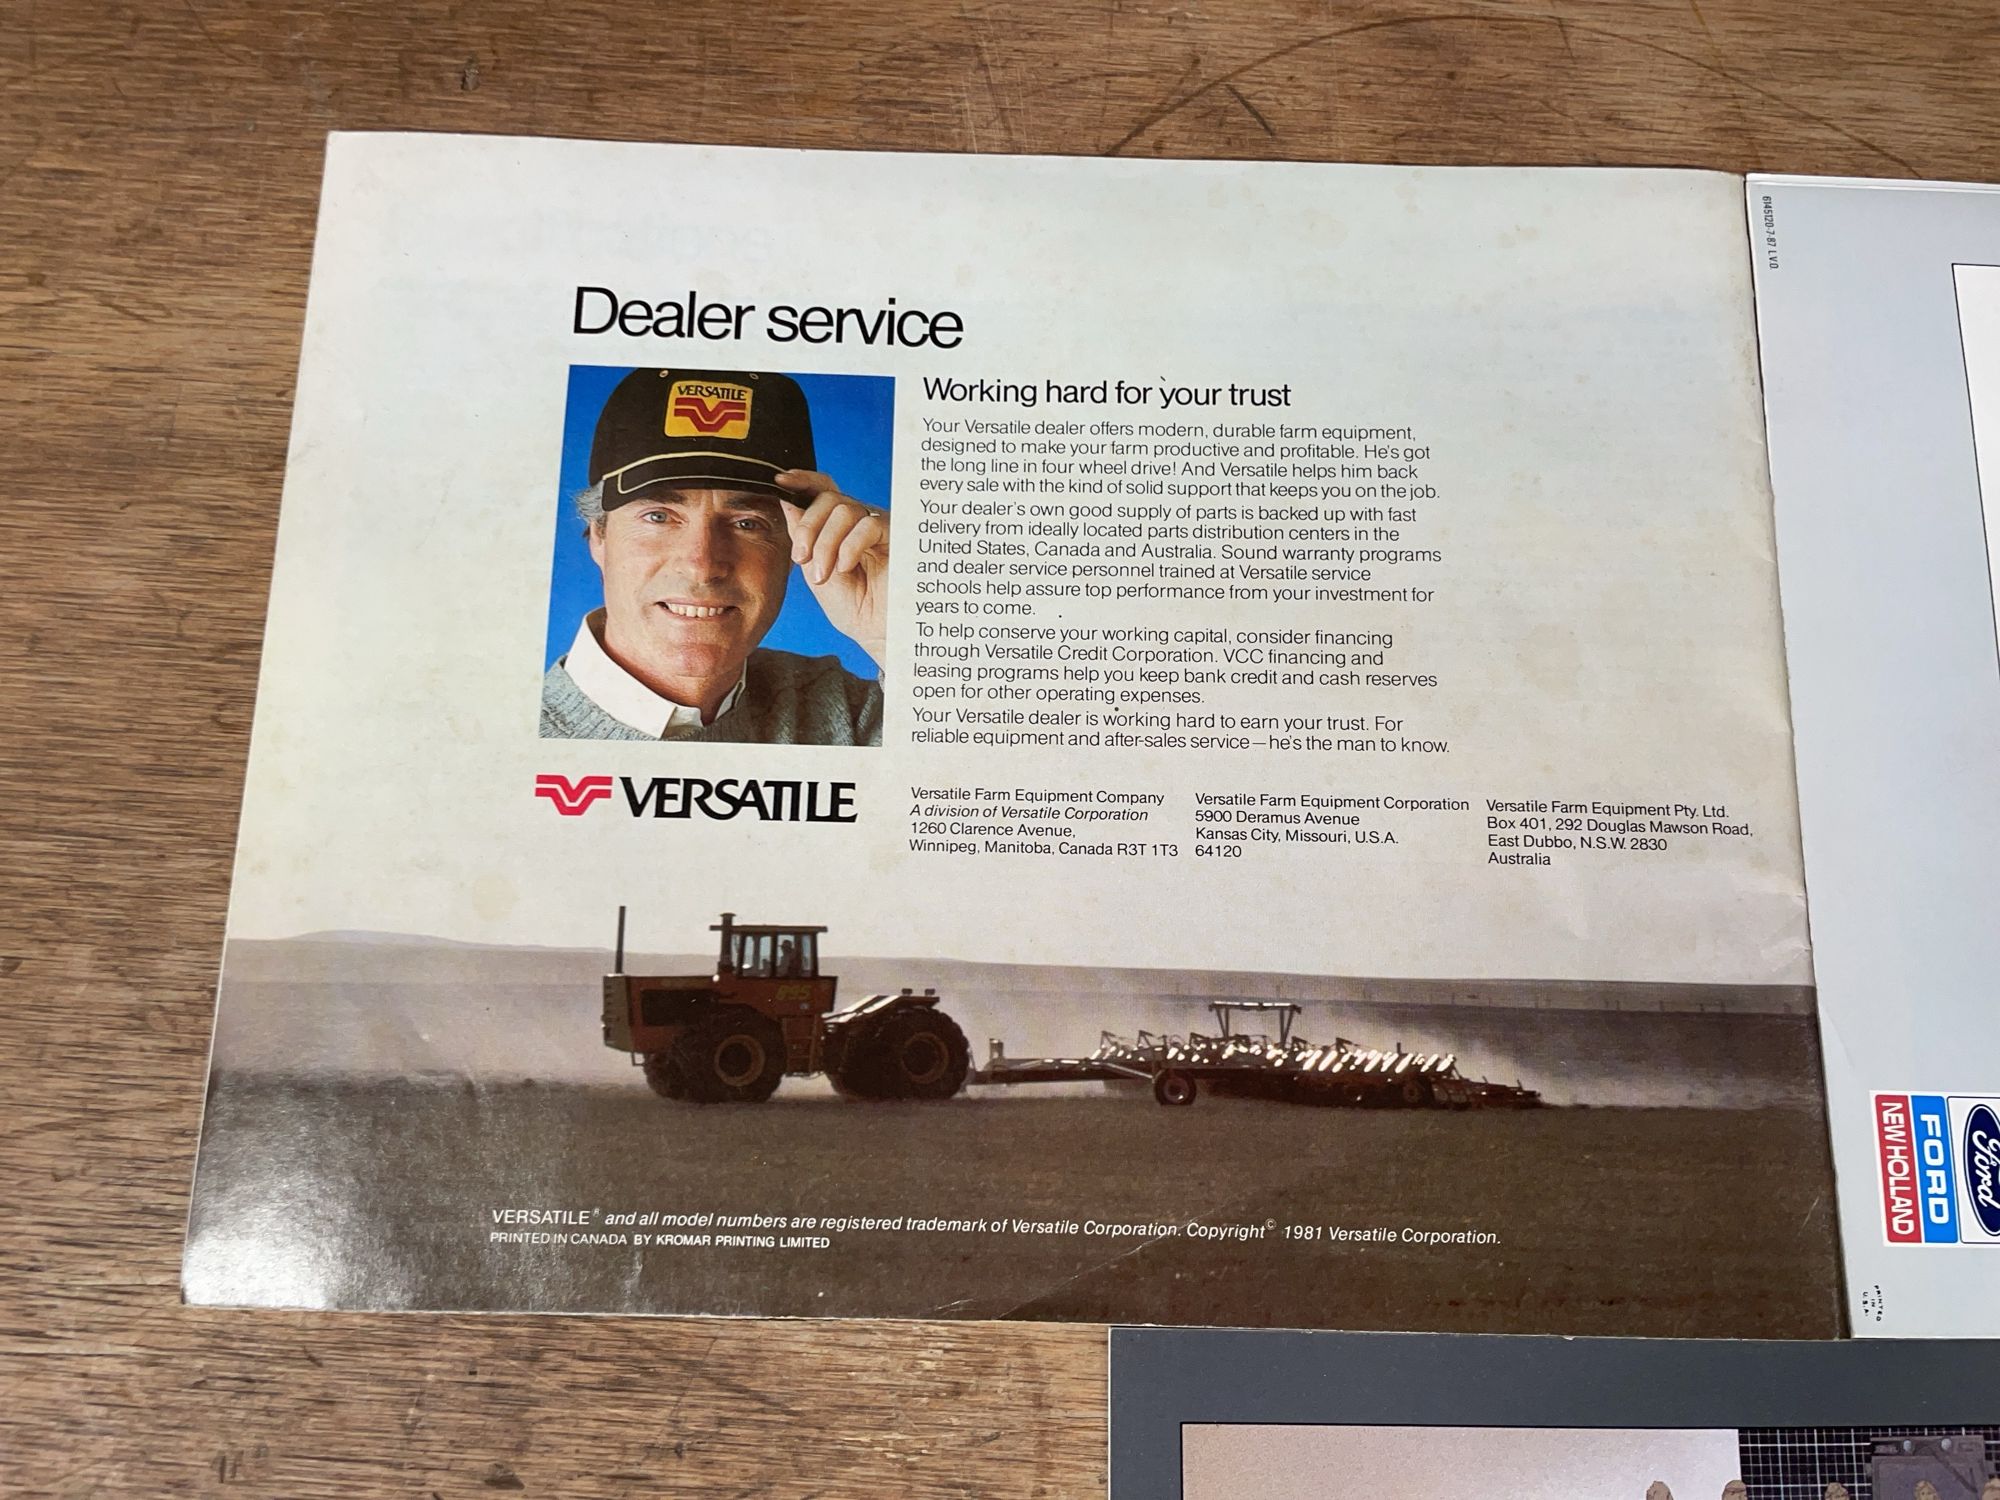 Dealer service
VERSATILE
Working hard for your trust
Your Versatile dealer offers modern, durable farm equipment,
designed to make your farm productive and profitable. He's got
the long line in four wheel drive! And Versatile helps him back
every sale with the kind of solid support that keeps you on the job.
Your dealer's own good supply of parts is backed up with fast
delivery from ideally located parts distribution centers in the
United States, Canada and Australia. Sound warranty programs
and dealer service personnel trained at Versatile service
schools help assure top performance from your investment for
years to come.
To help conserve your working capital, consider financing
through Versatile Credit Corporation. VCC financing and
leasing programs help you keep bank credit and cash reserves
open for other operating expenses.
Your Versatile dealer is working hard to earn your trust. For
reliable equipment and after-sales service—he's the man to know.
VERSATILE
Versatile Farm Equipment Company
A division of Versatile Corporation
1260 Clarence Avenue,
Winnipeg, Manitoba, Canada R3T 1T3
Versatile Farm Equipment Corporation
5900 Deramus Avenue
Kansas City, Missouri, U.S.A.
64120
Versatile Farm Equipment Pty. Ltd.
Box 401, 292 Douglas Mawson Road,
East Dubbo, N.S.W. 2830
Australia
895
VERSATILE® and all model numbers are registered trademark of Versatile Corporation. Copyright© 1981 Versatile Corporation.
PRINTED IN CANADA BY KROMAR PRINTING LIMITED
6145120-7-87 L.V.D.
Ford
FORD
NEW HOLLAND
PRINTED
IN
U.S.A.